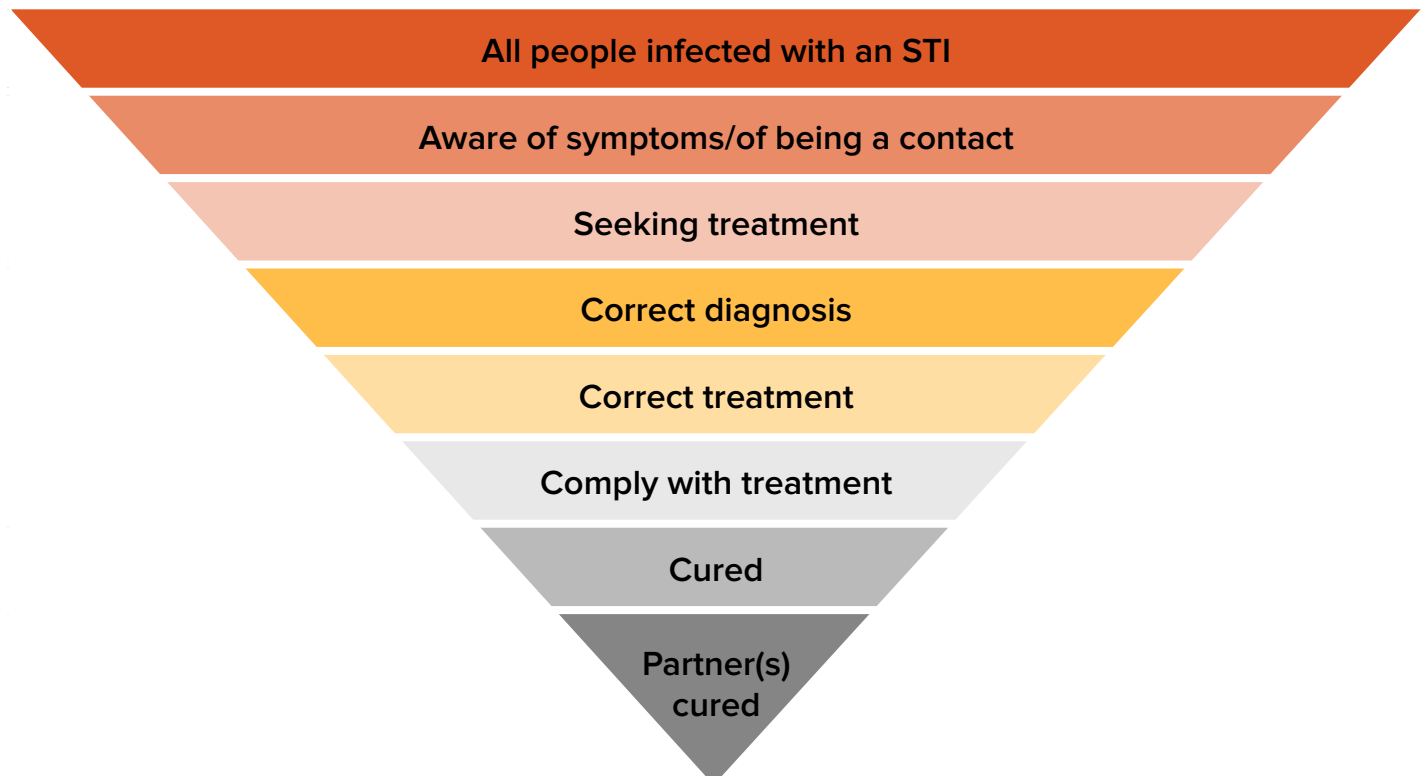 All people infected with an STI
Aware of symptoms/of being a contact
Seeking treatment
Correct diagnosis
Correct treatment
Comply with treatment
Cured
Partner(s)
cured